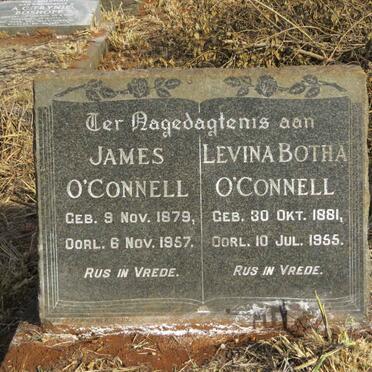 Ter Nagedagtenis aan
JAMES
O'CONNELL
GEB. 9 NOV. 1879,
OORL. 6 NOV. 1957.
RUS IN VREDE.
LEVINA BOTHA
O'CONNELL
GEB. 30 OKT. 1881,
OORL. 10 JUL. 1955.
RUS IN VREDE.